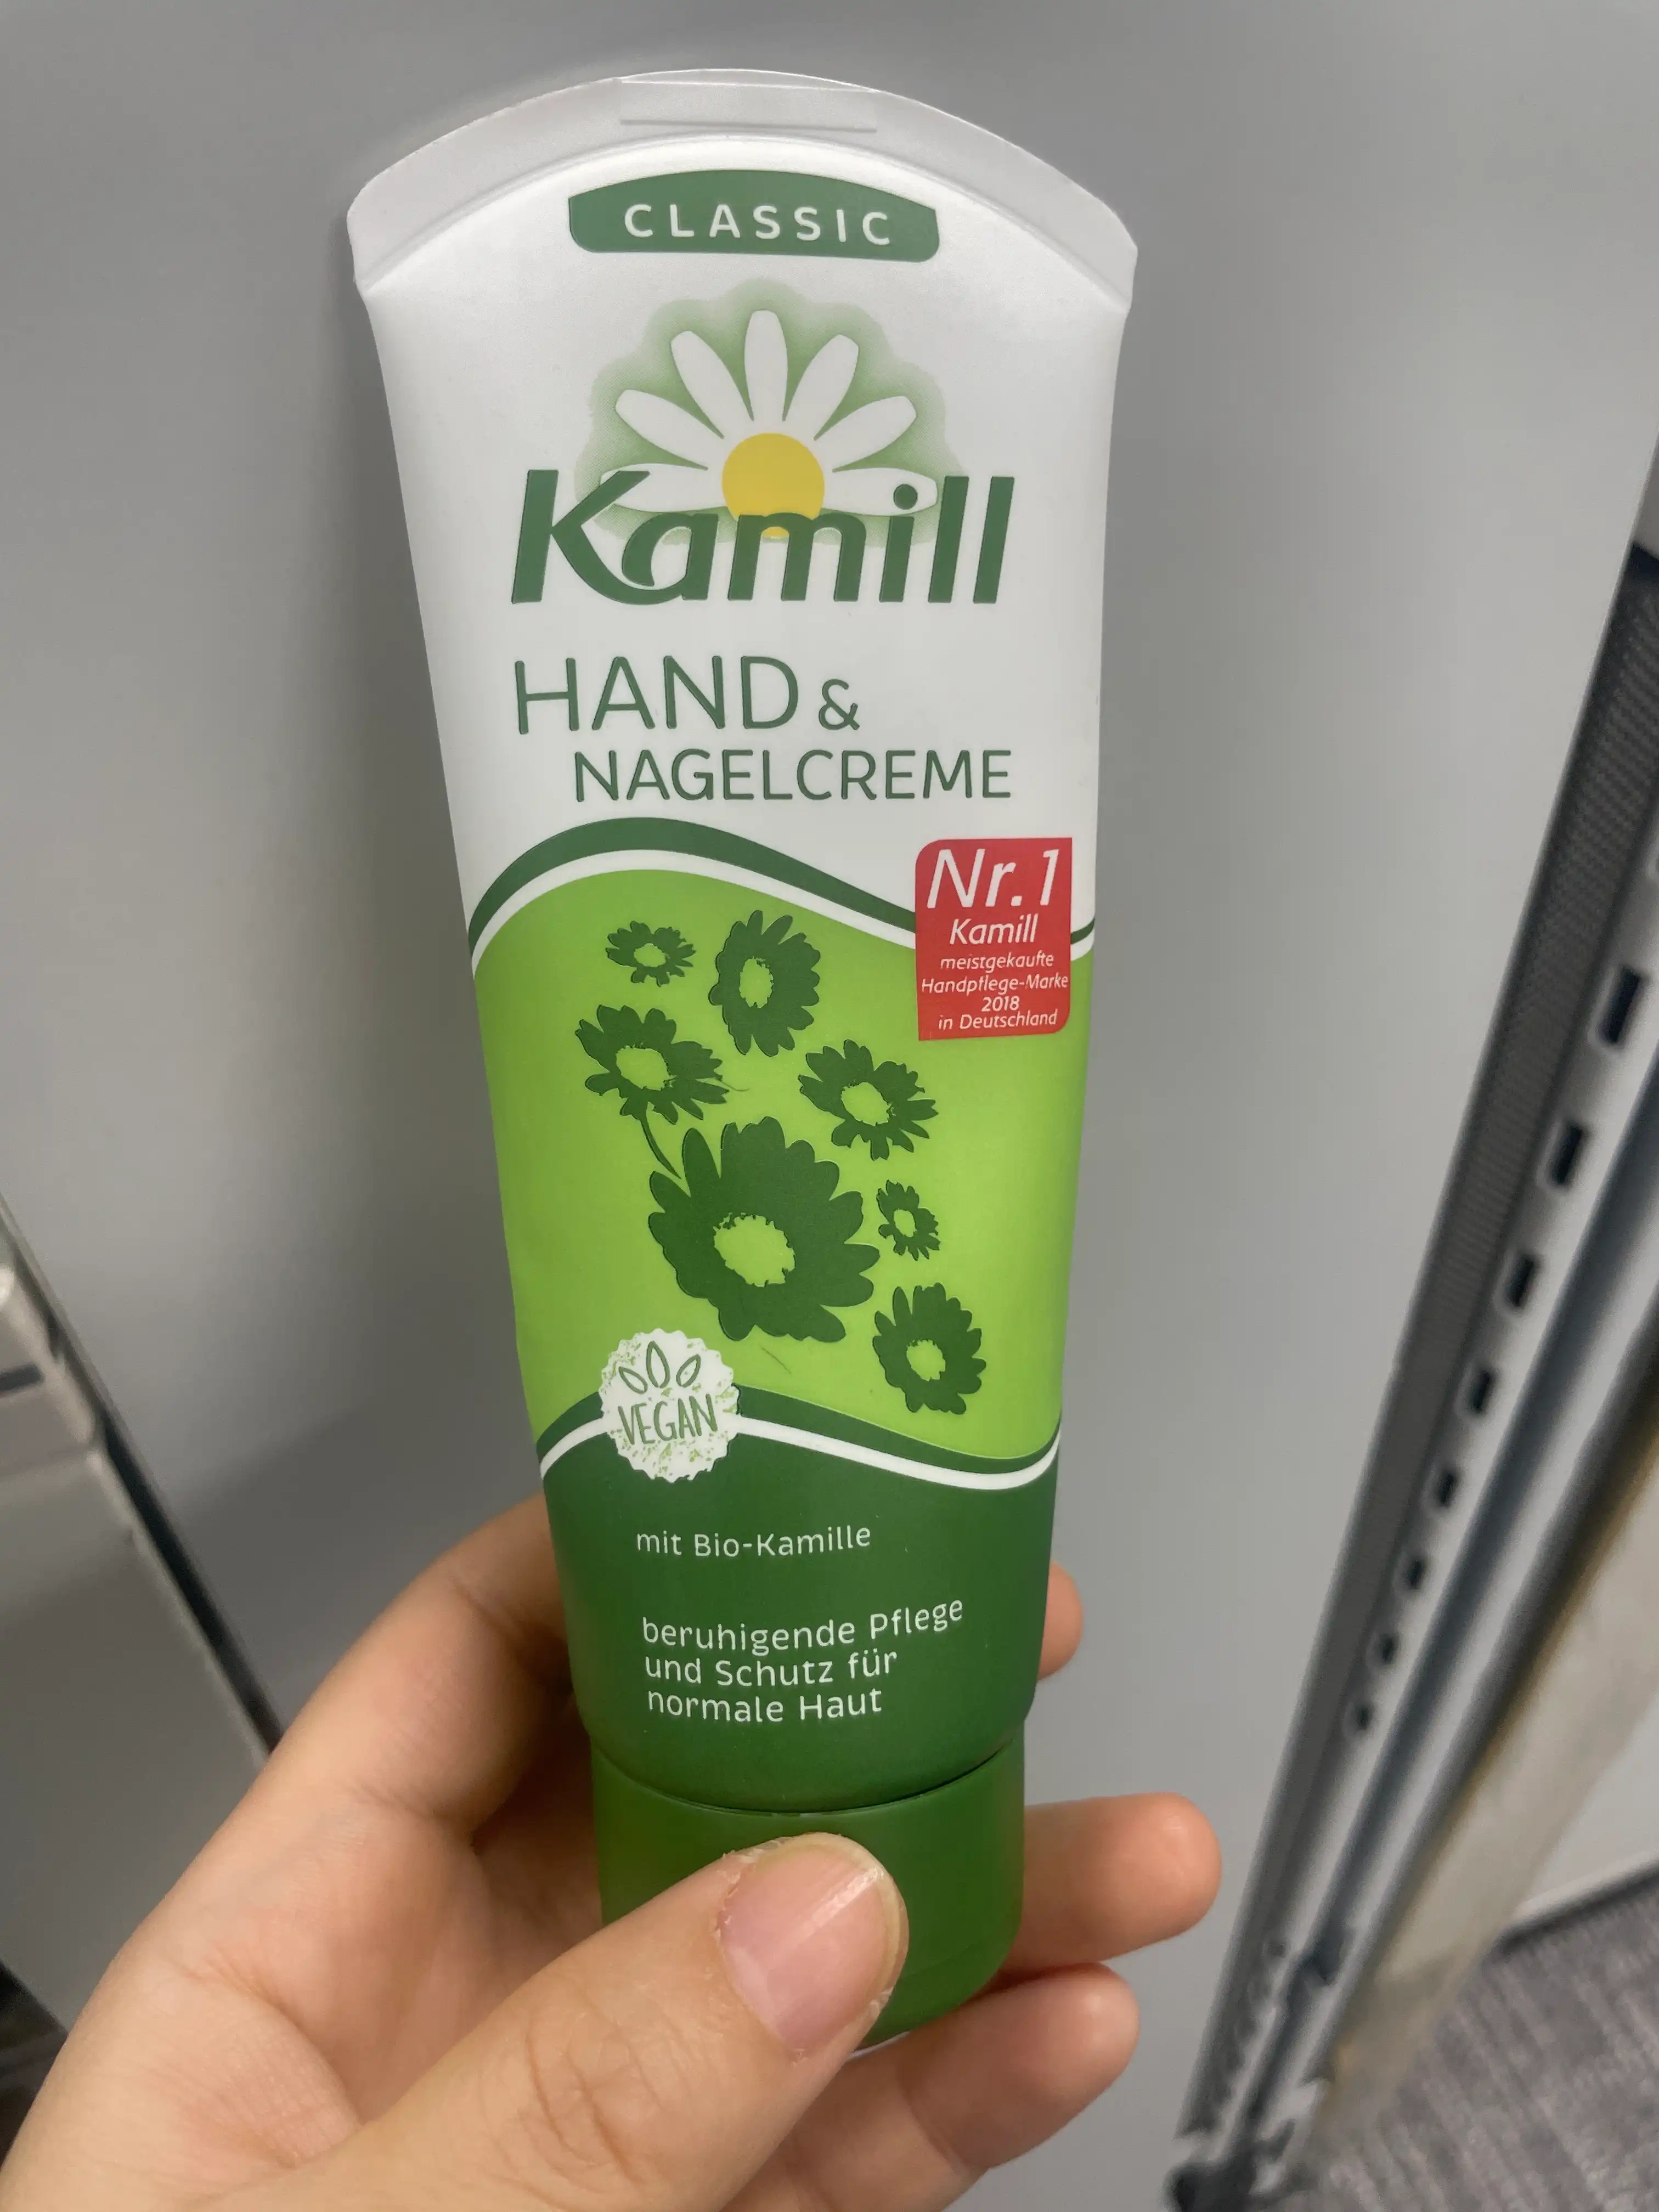 CLASSIC
Kamill
HAND &
NAGELCREME
Nr.1
Kamill
meistgekaufte
Handpflege-Marke
2018
in Deutschland
VEGAN
mit Bio-Kamille
beruhigende Pflege
und Schutz für
normale Haut